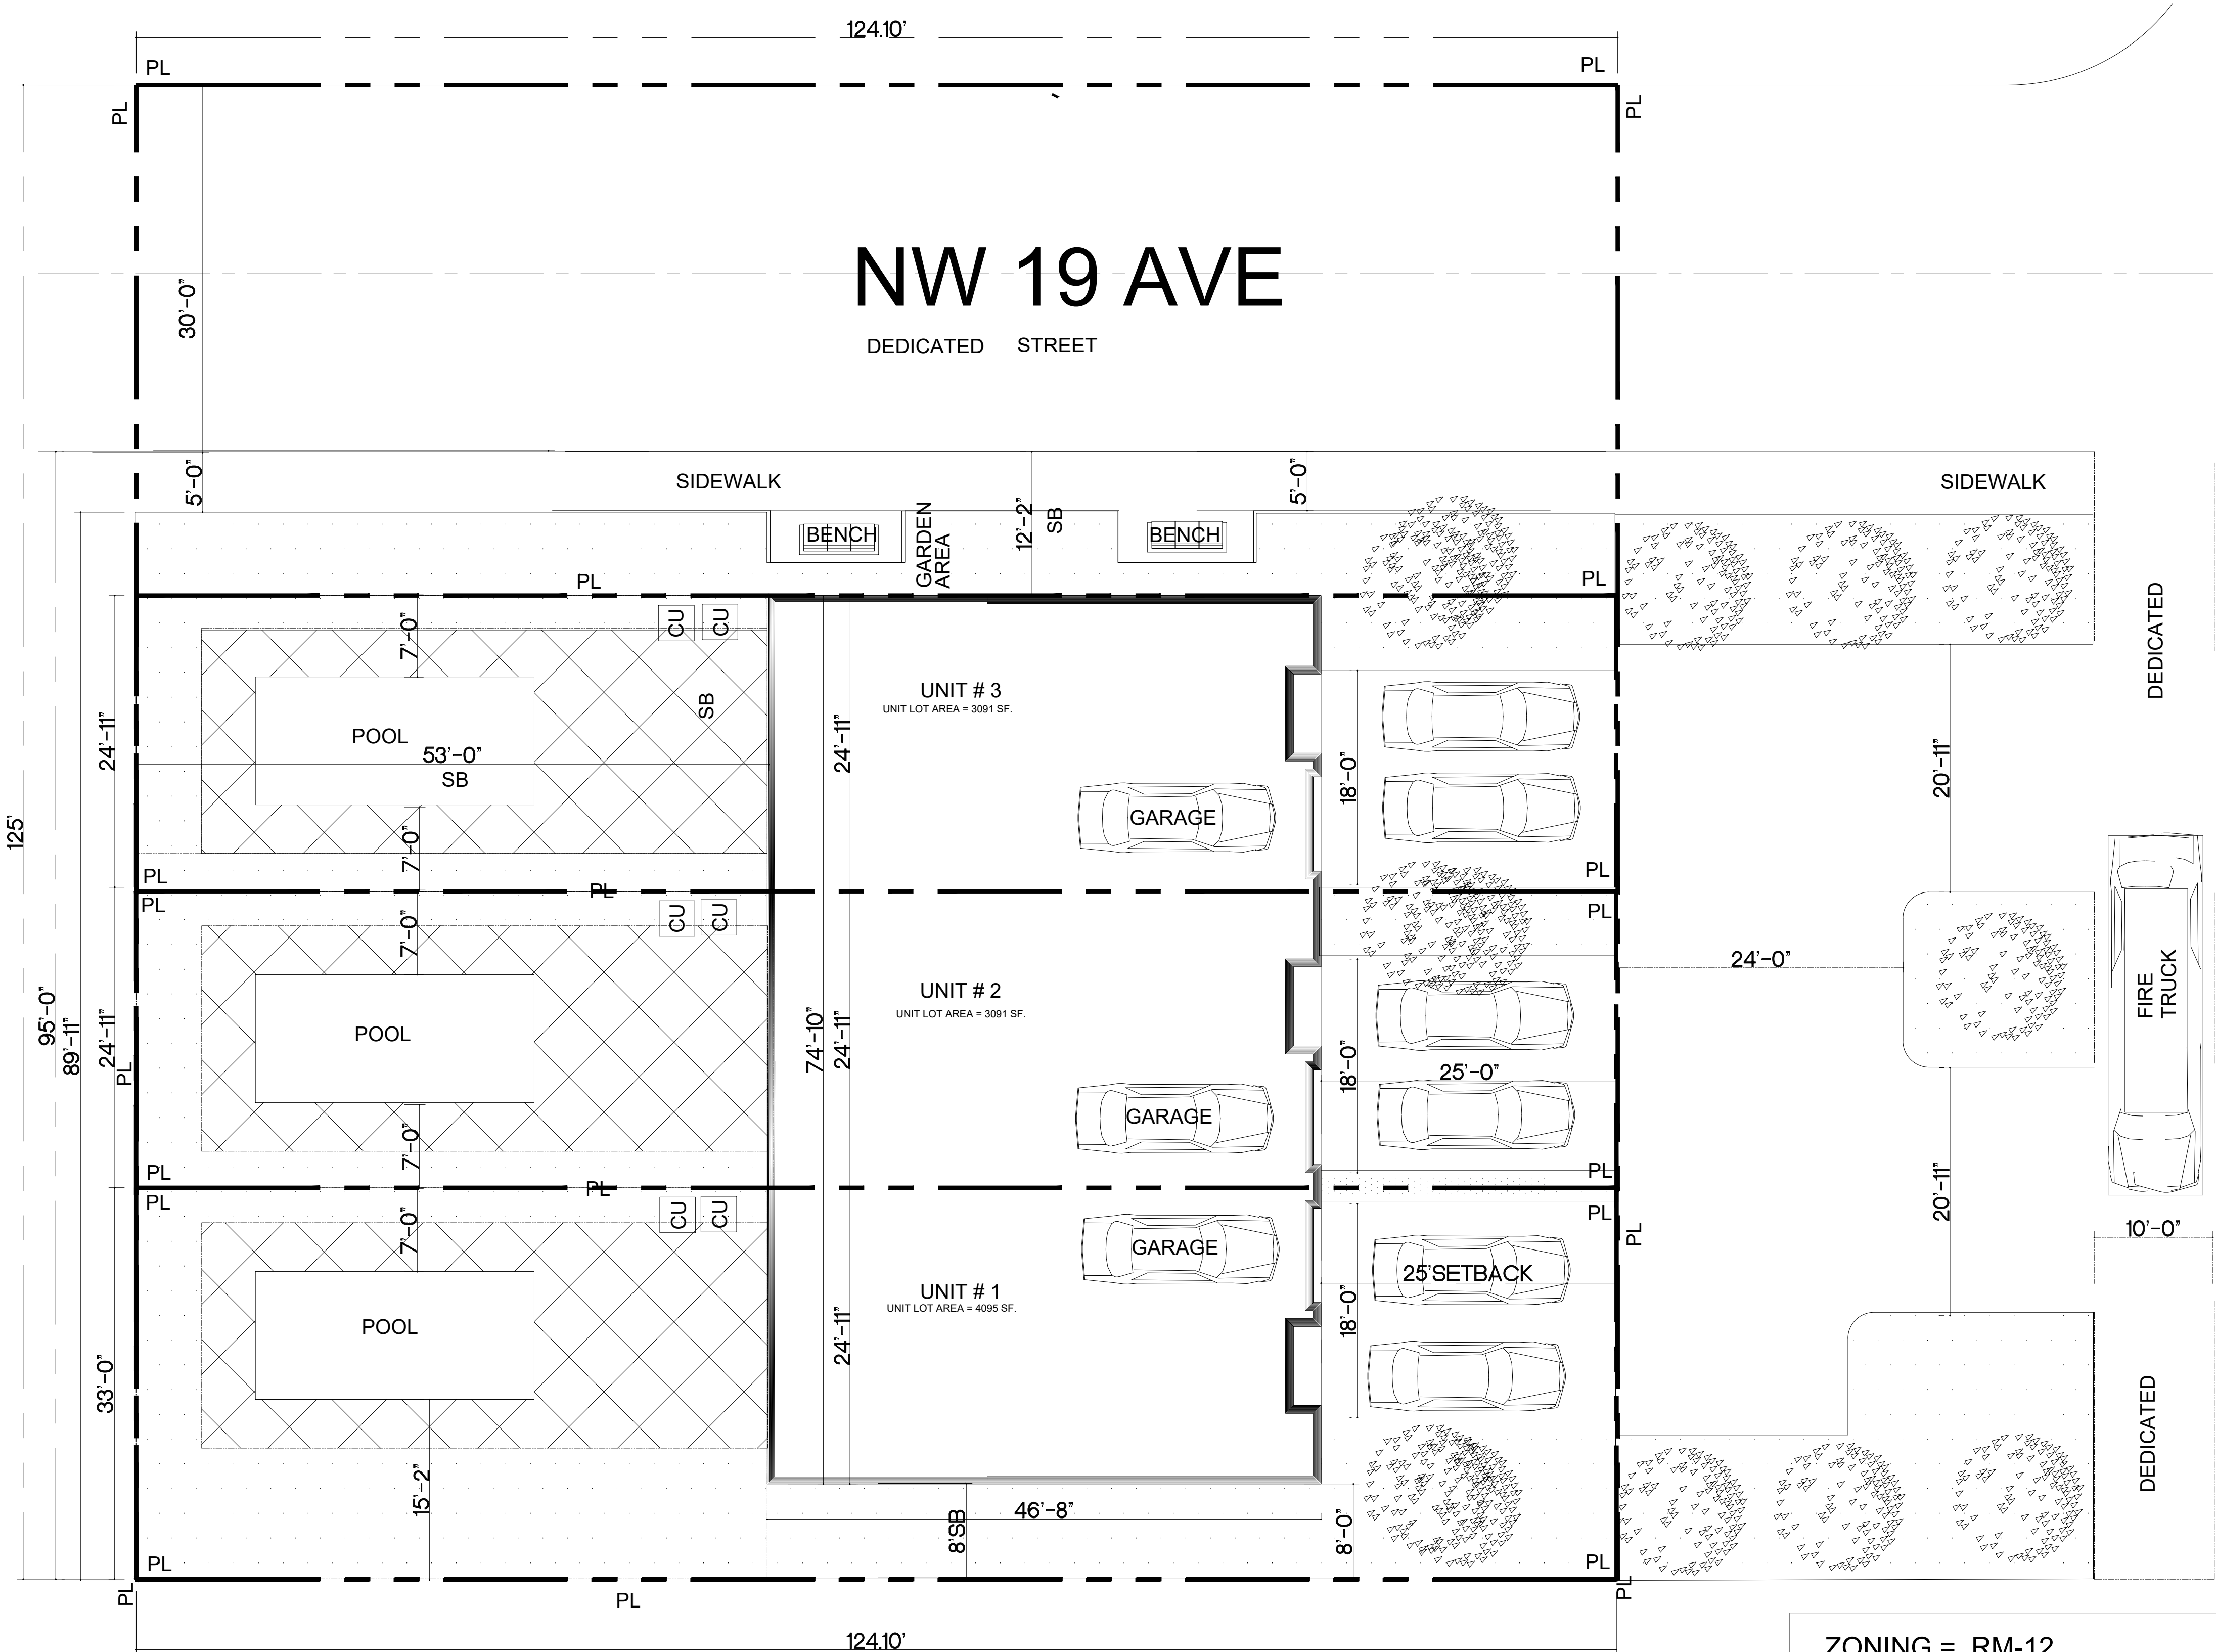 124.10'
PL
PL
PL
PL
30'-0"
NW 19 AVE
DEDICATED STREET
5'-0"
SIDEWALK
12'-2"
SB
5'-0"
SIDEWALK
BENCH
GARDEN
AREA
BENCH
DEDICATED
PL
PL
CU
CU
7'-0"
UNIT # 3
UNIT LOT AREA = 3091 SF.
SB
24'-11"
24'-11"
POOL
53'-0"
SB
18'-0"
20'-11"
GARAGE
125'
7'-0"
PL
PL
PL
PL
PL
CU
CU
7'-0"
24'-0"
FIRE
TRUCK
UNIT # 2
UNIT LOT AREA = 3091 SF.
95'-0"
89'-11"
24'-11"
PL
POOL
74'-10"
24'-11"
18'-0"
25'-0"
GARAGE
7'-0"
PL
PL
PL
20'-11"
PL
PL
CU
CU
7'-0"
PL
10'-0"
GARAGE
25'SETBACK
UNIT # 1
UNIT LOT AREA = 4095 SF.
18'-0"
POOL
24'-11"
33'-0"
DEDICATED
15'-2"
46'-8"
8'SB
8'-0"
PL
PL
PL
PL
PL
124.10'
ZONING = RM-12